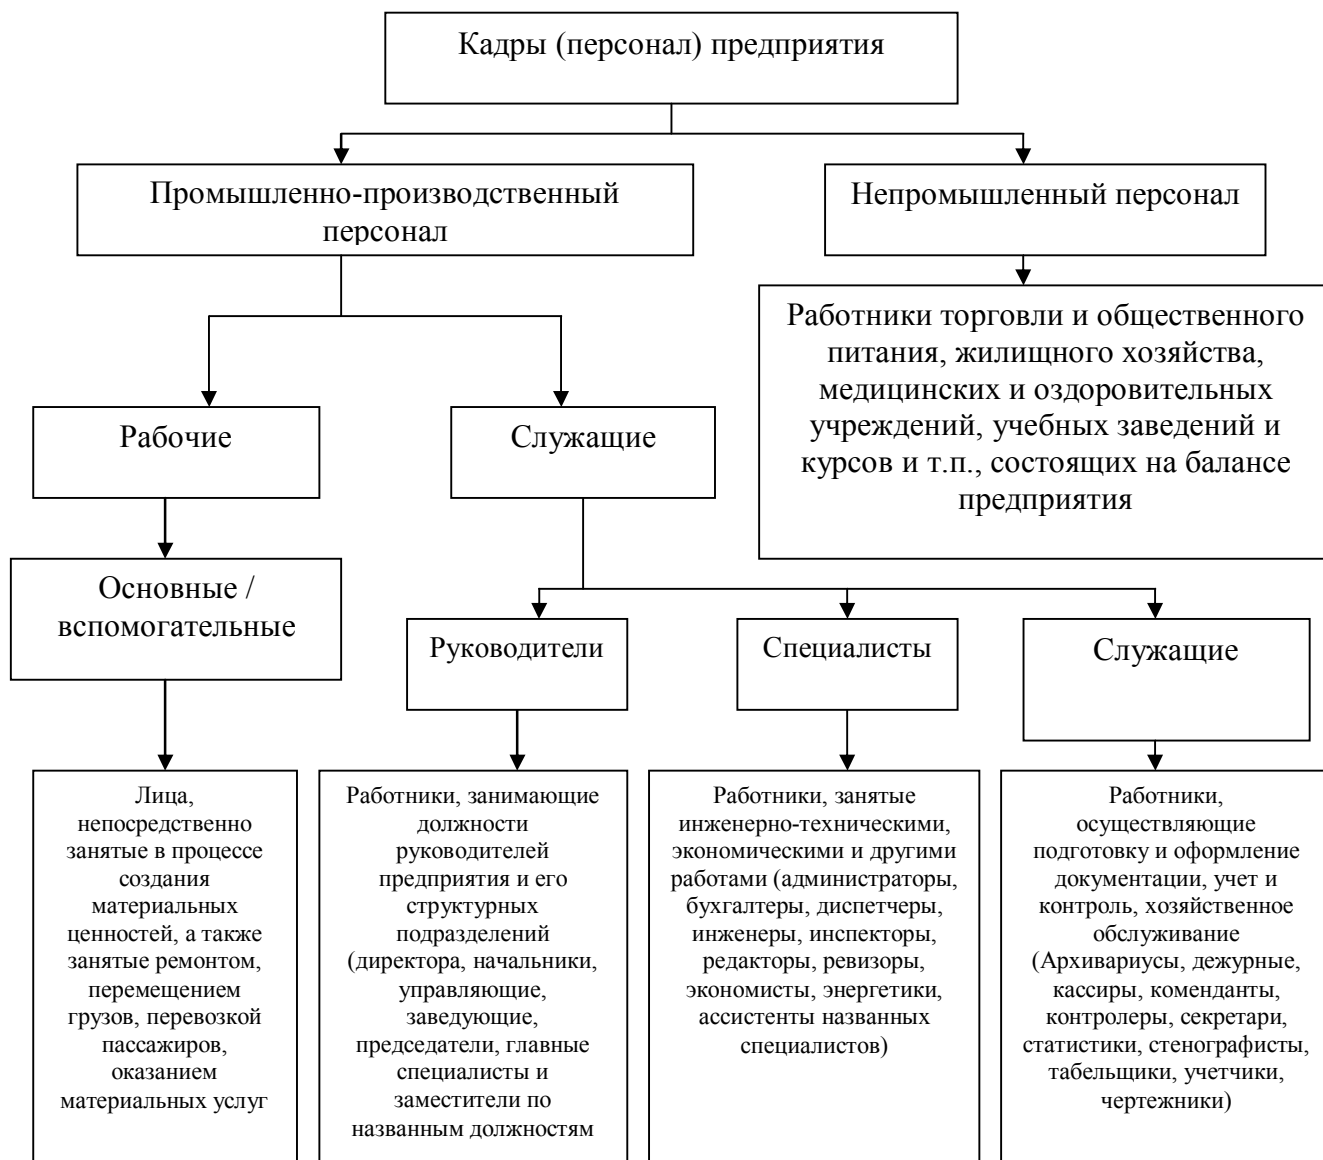 Кадры (персонал) предприятия
Промышленно-производственный
персонал
Непромышленный персонал
Работники торговли и общественного
питания, жилищного хозяйства,
медицинских и оздоровительных
учреждений, учебных заведений и
курсов и т.п., состоящих на балансе
предприятия
Рабочие
Служащие
Основные /
вспомогательные
Руководители
Специалисты
Служащие
Лица,
непосредственно
занятые в процессе
создания
материальных
ценностей, а также
занятые ремонтом,
перемещением
грузов, перевозкой
пассажиров,
оказанием
материальных услуг
Работники, занимающие
должности
руководителей
предприятия и его
структурных
подразделений
(директора, начальники,
управляющие,
заведующие,
председатели, главные
специалисты и
заместители по
названным должностям
Работники, занятые
инженерно-техническими,
экономическими и другими
работами (администраторы,
бухгалтеры, диспетчеры,
инженеры, инспекторы,
редакторы, ревизоры,
экономисты, энергетики,
ассистенты названных
специалистов)
Работники,
осуществляющие
подготовку и оформление
документации, учет и
контроль, хозяйственное
обслуживание
(Архивариусы, дежурные,
кассиры, коменданты,
контролеры, секретари,
статистики, стенографисты,
табельщики, учетчики,
чертежники)